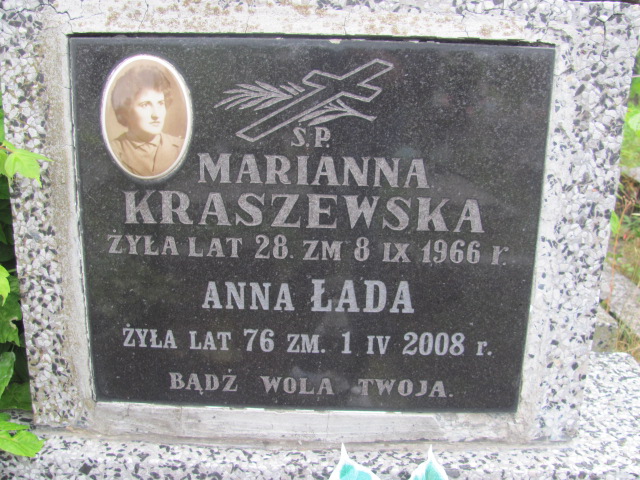 Ś.P.
MARIANNA
KRASZEWSKA
ŻYŁA LAT 28. ZM 8 IX 1966 r.
ANNA ŁADA
ŻYŁA LAT 76 ZM. 1 IV 2008 r.
BĄDŹ WOLA TWOJA.